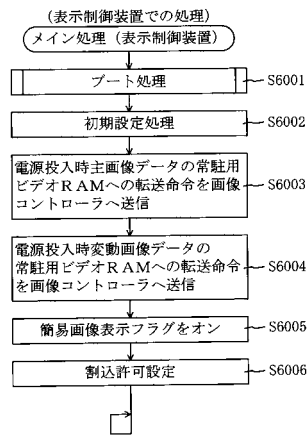 (表示制御装置での処理)
メイン処理(表示制御装置)
ブート処理
S6001
初期設定処理
S6002
電源投入時主画像データの常駐用
ビデオRAMへの転送命令を画像
コントローラへ送信
S6003
電源投入時変動画像データの
常駐用ビデオRAMへの転送命令
を画像コントローラへ送信
S6004
簡易画像表示フラグをオン
S6005
割込許可設定
S6006